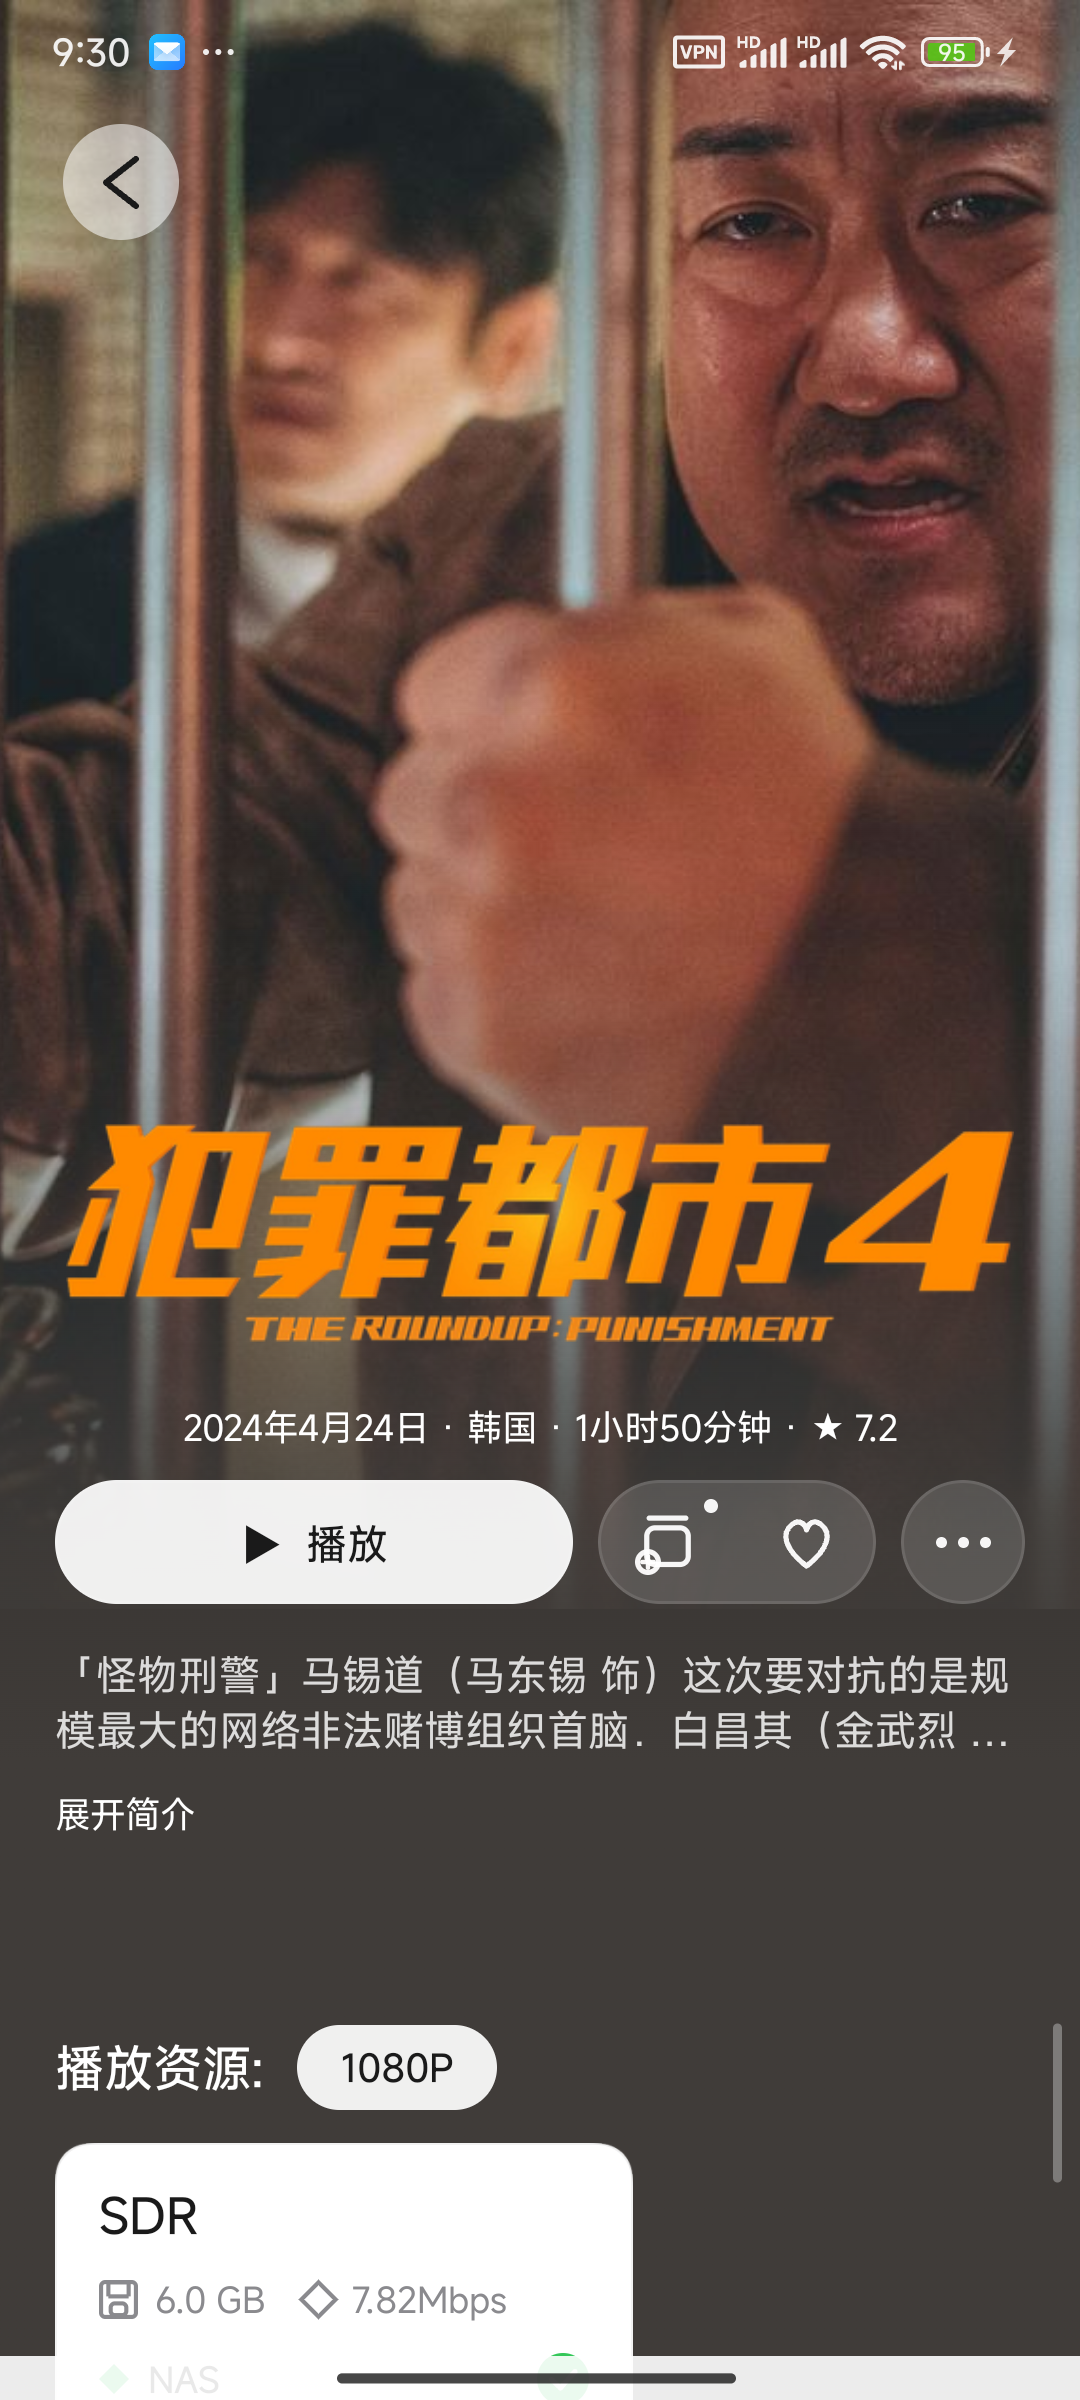 9:30
VPN HD HD 95
犯罪都市4
THE ROUNDUP:PUNISHMENT
2024年4月24日 · 韩国 · 1小时50分钟 · ★ 7.2
播放
「怪物刑警」马锡道（马东锡 饰）这次要对抗的是规
模最大的网络非法赌博组织首脑．白昌其（金武烈 ...
展开简介
播放资源: 1080P
SDR
6.0 GB 7.82Mbps
NAS